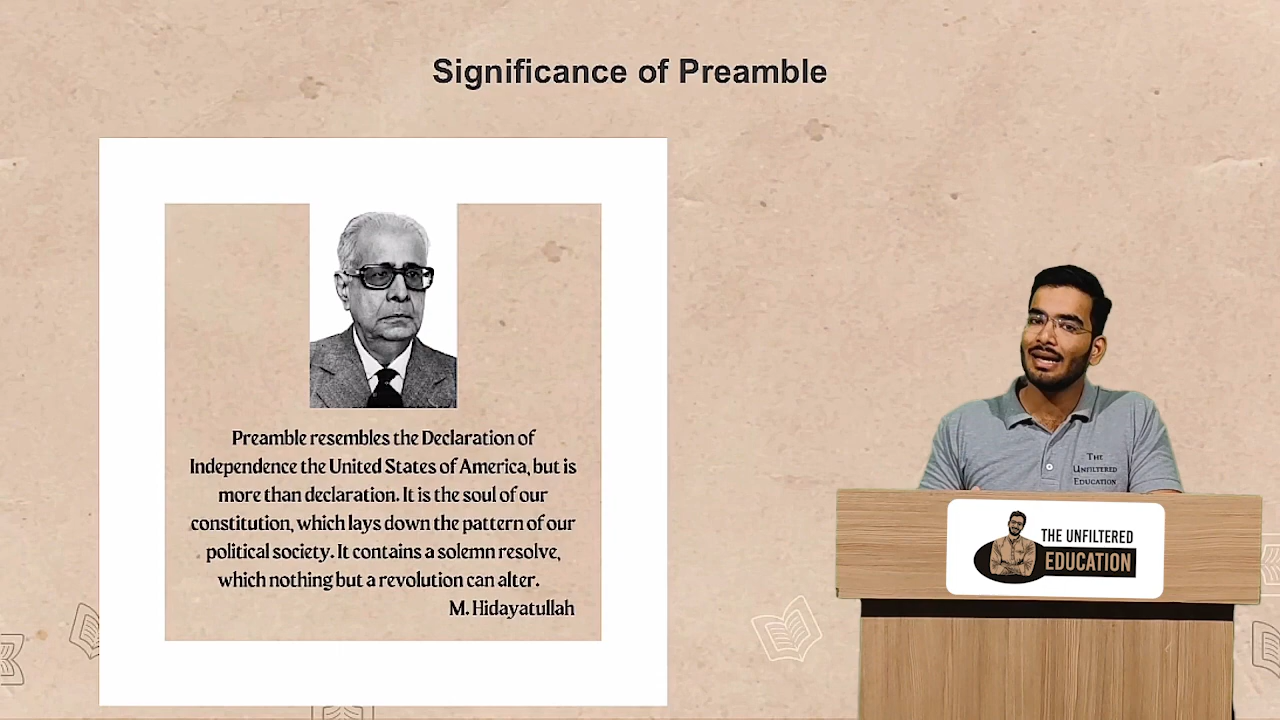 Significance of Preamble
Preamble resembles the Declaration of
Independence the United States of America, but is
more than declaration. It is the soul of our
constitution, which lays down the pattern of our
political society. It contains a solemn resolve,
which nothing but a revolution can alter.
M. Hidayatullah
THE
UNFILTERED
EDUCATION
THE UNFILTERED
EDUCATION